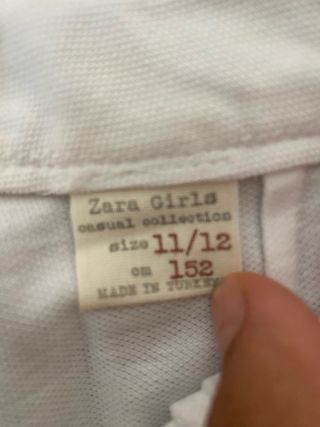 Zara Girls
casual collection
size 11/12
cm 152
MADE IN TURKEY